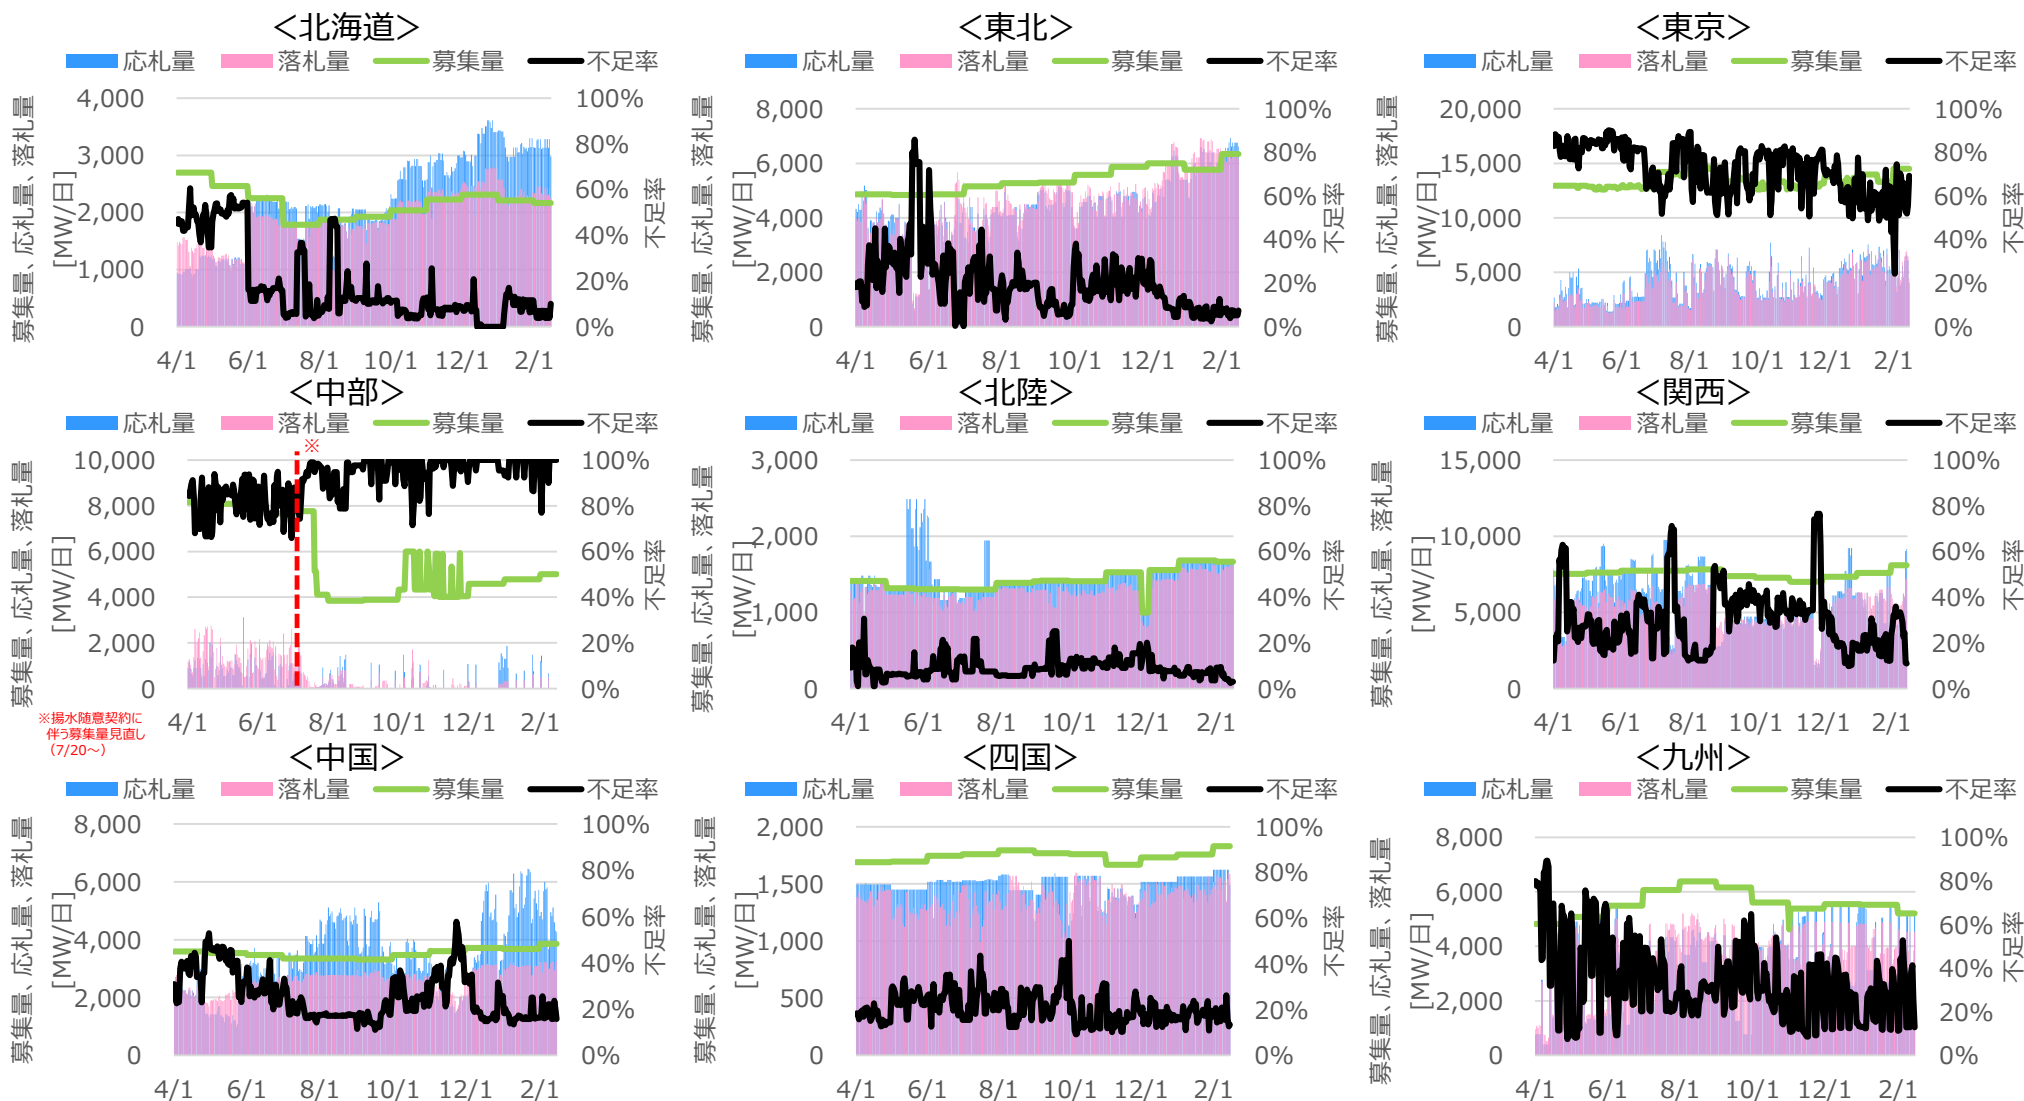 ＜北海道＞
応札量 落札量 募集量 不足率
募集量、応札量、落札量
[MW/日]
4,000
3,000
2,000
1,000
0
100%
80%
60%
40%
20%
0%
不足率
4/1 6/1 8/1 10/1 12/1 2/1
＜東北＞
応札量 落札量 募集量 不足率
募集量、応札量、落札量
[MW/日]
8,000
6,000
4,000
2,000
0
100%
80%
60%
40%
20%
0%
不足率
4/1 6/1 8/1 10/1 12/1 2/1
＜東京＞
応札量 落札量 募集量 不足率
募集量、応札量、落札量
[MW/日]
20,000
15,000
10,000
5,000
0
100%
80%
60%
40%
20%
0%
不足率
4/1 6/1 8/1 10/1 12/1 2/1
＜中部＞
応札量 落札量 募集量 不足率
※
募集量、応札量、落札量
[MW/日]
10,000
8,000
6,000
4,000
2,000
0
100%
80%
60%
40%
20%
0%
不足率
4/1 6/1 8/1 10/1 12/1 2/1
※揚水随意契約に
伴う募集量見直し
（7/20～）
＜北陸＞
応札量 落札量 募集量 不足率
募集量、応札量、落札量
[MW/日]
3,000
2,000
1,000
0
100%
80%
60%
40%
20%
0%
不足率
4/1 6/1 8/1 10/1 12/1 2/1
＜関西＞
応札量 落札量 募集量 不足率
募集量、応札量、落札量
[MW/日]
15,000
10,000
5,000
0
100%
80%
60%
40%
20%
0%
不足率
4/1 6/1 8/1 10/1 12/1 2/1
＜中国＞
応札量 落札量 募集量 不足率
募集量、応札量、落札量
[MW/日]
8,000
6,000
4,000
2,000
0
100%
80%
60%
40%
20%
0%
不足率
4/1 6/1 8/1 10/1 12/1 2/1
＜四国＞
応札量 落札量 募集量 不足率
募集量、応札量、落札量
[MW/日]
2,000
1,500
1,000
500
0
100%
80%
60%
40%
20%
0%
不足率
4/1 6/1 8/1 10/1 12/1 2/1
＜九州＞
応札量 落札量 募集量 不足率
募集量、応札量、落札量
[MW/日]
8,000
6,000
4,000
2,000
0
100%
80%
60%
40%
20%
0%
不足率
4/1 6/1 8/1 10/1 12/1 2/1